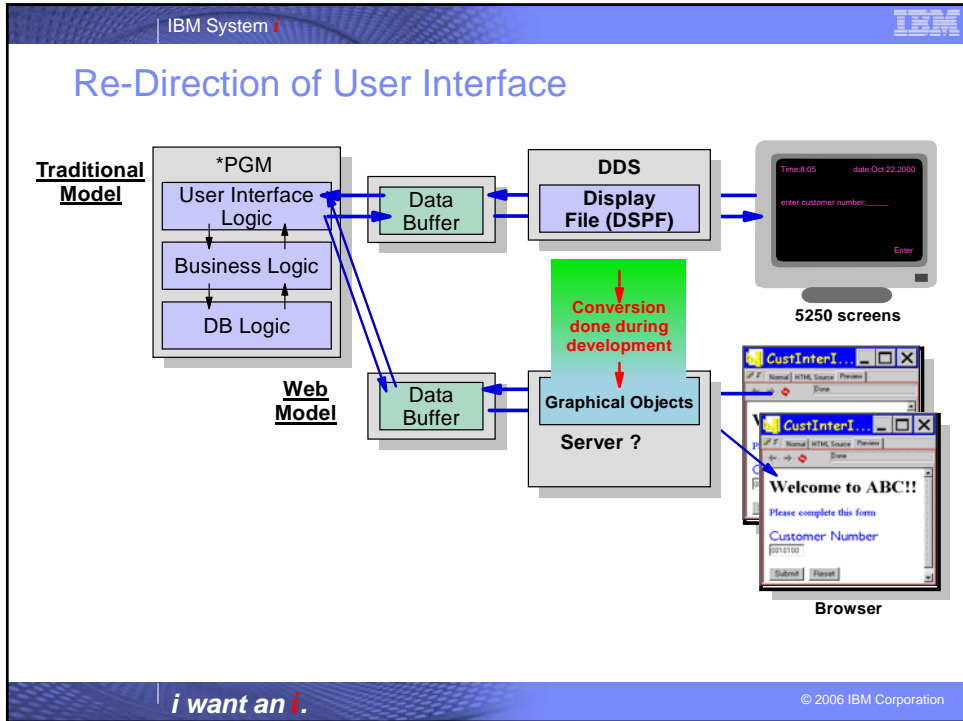 IBM System i
IBM
Re-Direction of User Interface
Traditional
Model
*PGM
User Interface
Logic
Business Logic
DB Logic
Data
Buffer
DDS
Display
File (DSPF)
Time:8:05 date:Oct 22,2000
enter customer number:_____
Enter
5250 screens
Conversion
done during
development
Web
Model
Data
Buffer
Graphical Objects
Server ?
CustInterI...
Normal HTML Source Preview
Done
CustInterI...
Normal HTML Source Preview
Done
Welcome to ABC!!
Please complete this form
Customer Number
0010100
Submit Reset
Browser
i want an i.
© 2006 IBM Corporation